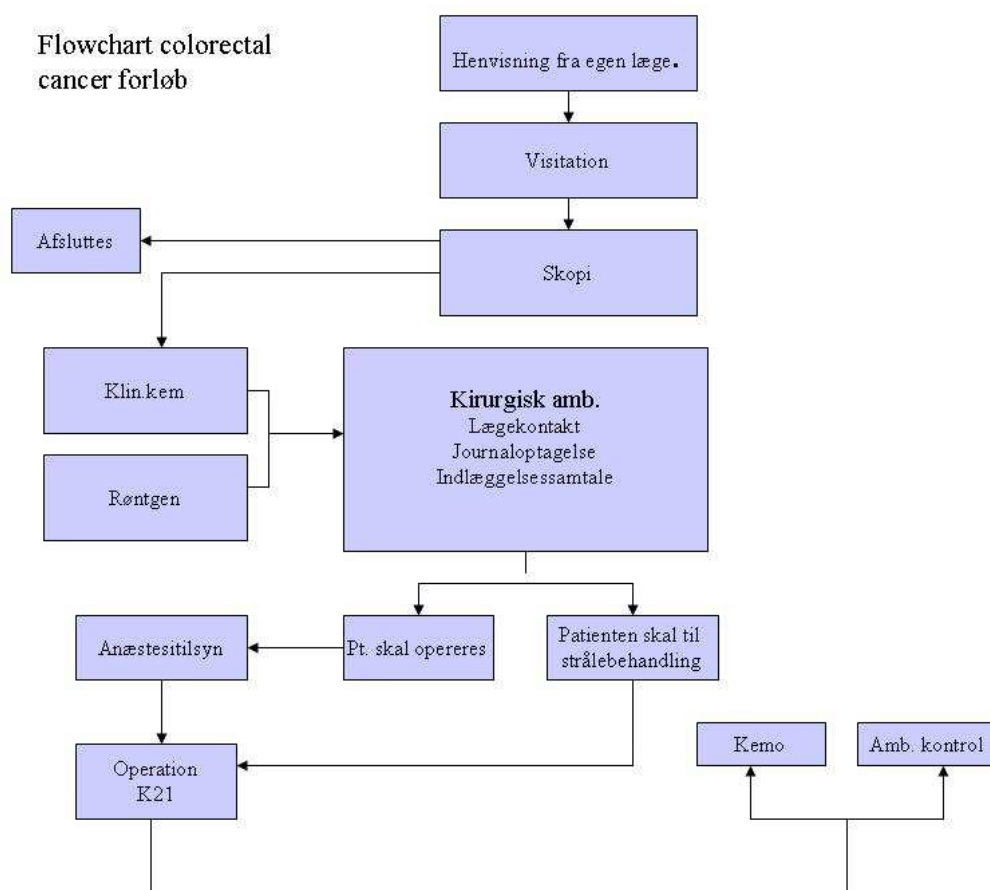 Flowchart colorectal
cancer forløb
Henvisning fra egen læge.
Visitation
Afsluttes
Skopi
Klin.kem
Kirurgisk amb.
Lægekontakt
Journaloptagelse
Indlæggelsessamtale
Røntgen
Anæstesitilsyn
Pt. skal opereres
Patienten skal til
strålebehandling
Kemo
Amb. kontrol
Operation
K21